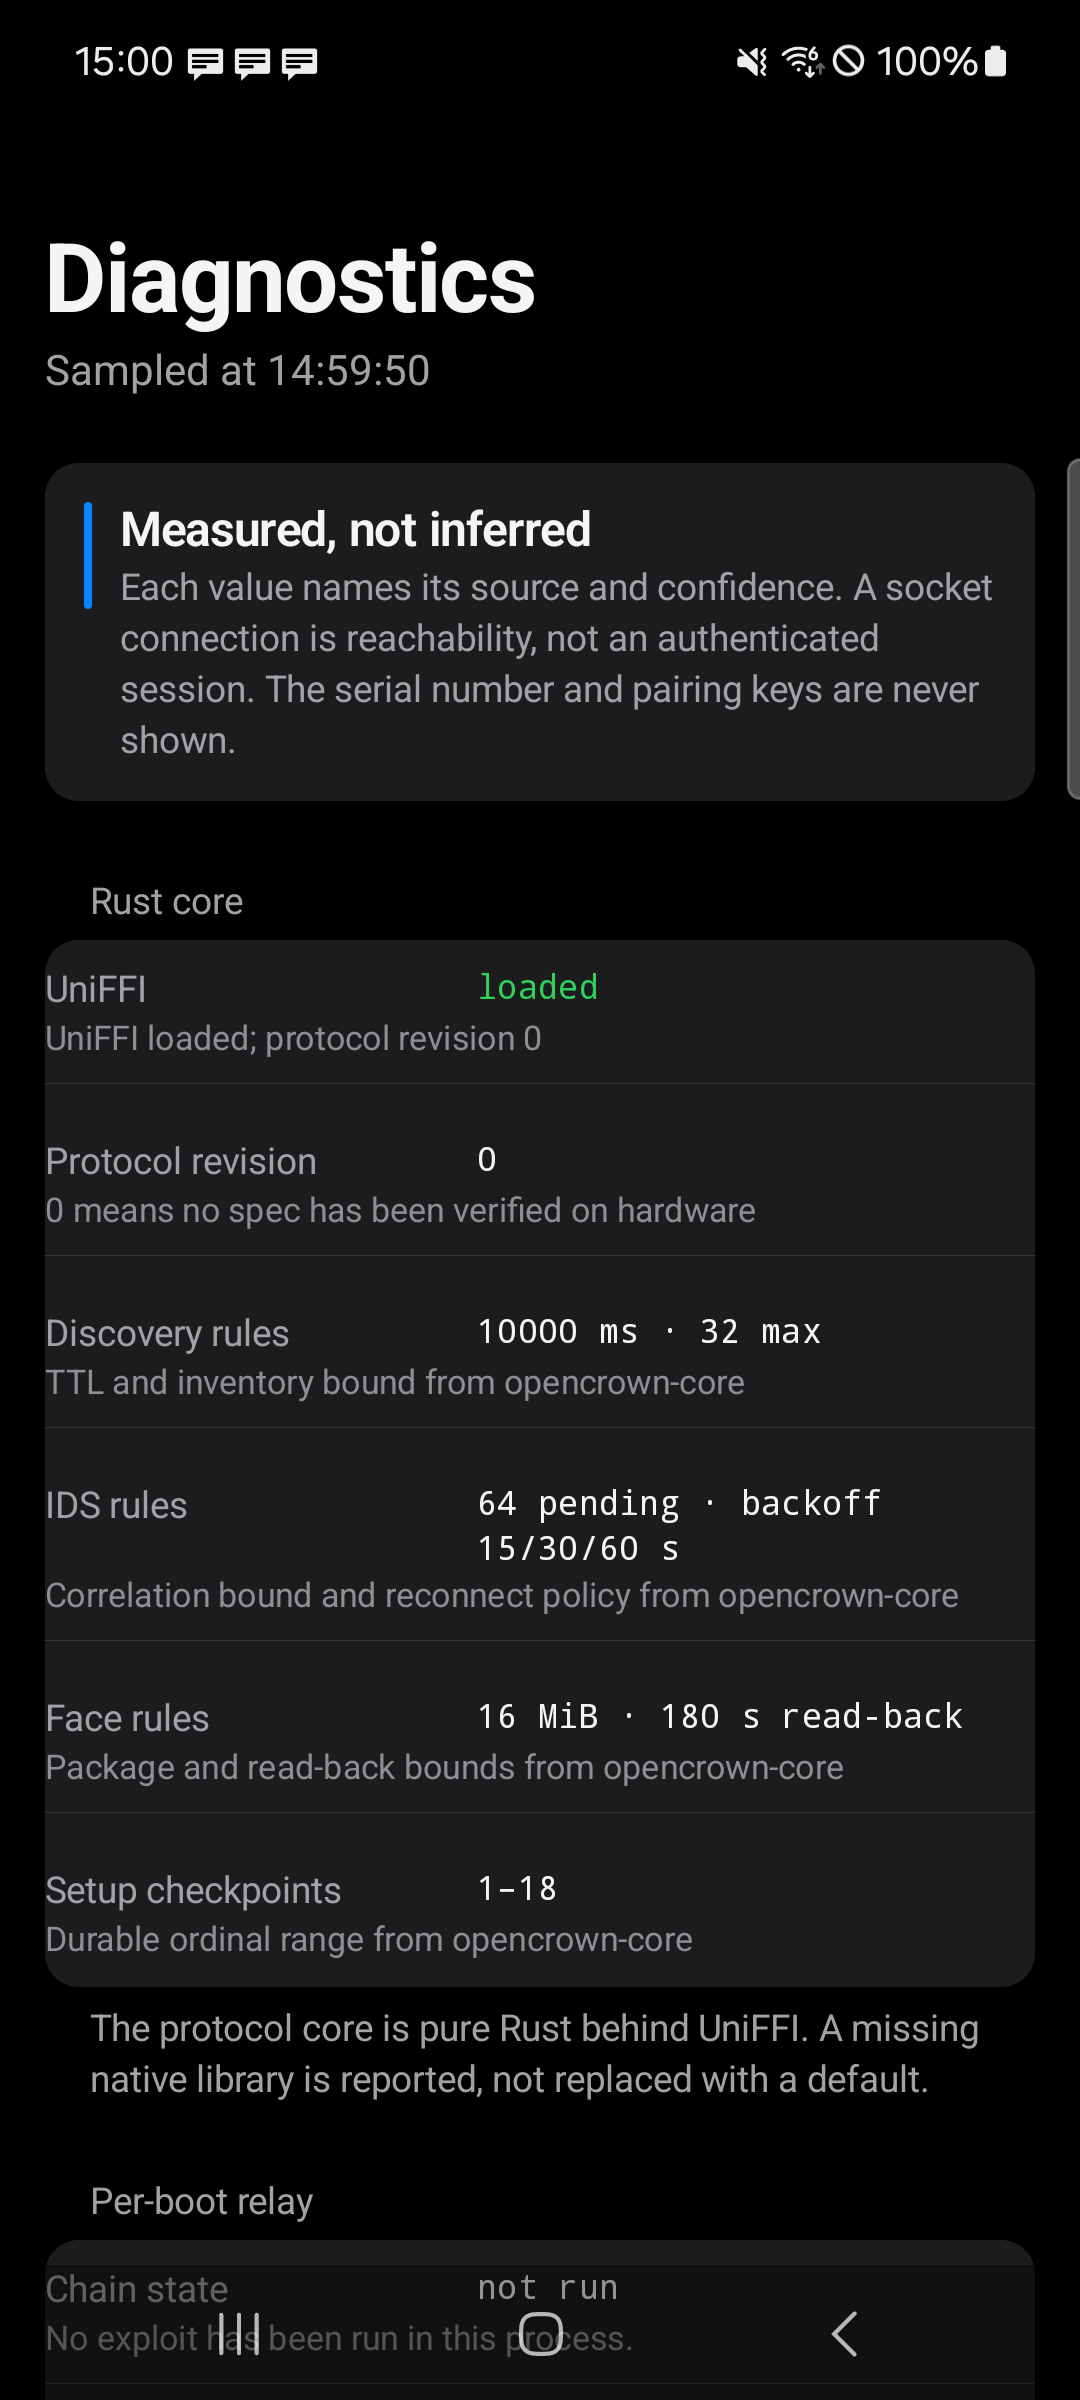 15:00
100%
Diagnostics
Sampled at 14:59:50
Measured, not inferred
Each value names its source and confidence. A socket
connection is reachability, not an authenticated
session. The serial number and pairing keys are never
shown.
Rust core
UniFFI loaded
UniFFI loaded; protocol revision 0
Protocol revision 0
0 means no spec has been verified on hardware
Discovery rules 10000 ms · 32 max
TTL and inventory bound from opencrown-core
IDS rules 64 pending · backoff
15/30/60 s
Correlation bound and reconnect policy from opencrown-core
Face rules 16 MiB · 180 s read-back
Package and read-back bounds from opencrown-core
Setup checkpoints 1–18
Durable ordinal range from opencrown-core
The protocol core is pure Rust behind UniFFI. A missing
native library is reported, not replaced with a default.
Per-boot relay
Chain state not run
No exploit has been run in this process.